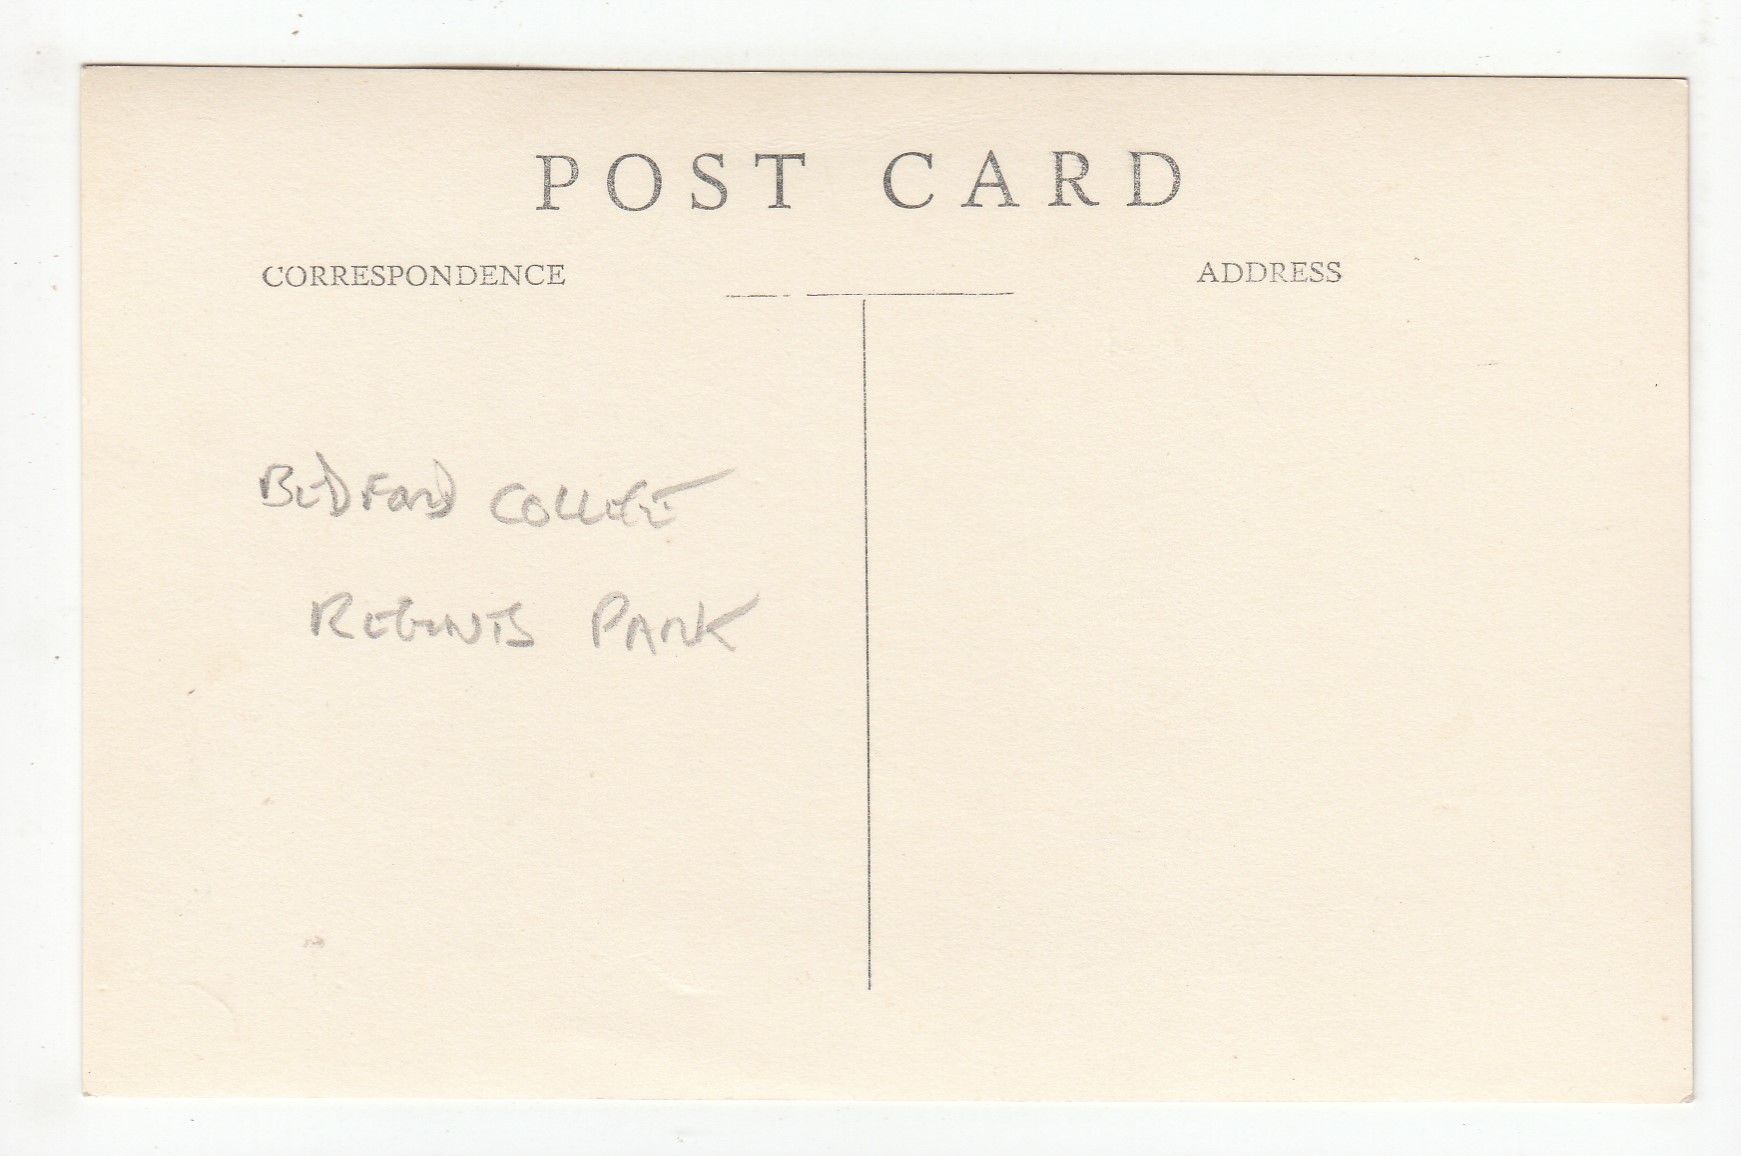 POST CARD
CORRESPONDENCE
ADDRESS
BEDFORD COLLEGE
REGENTS PARK